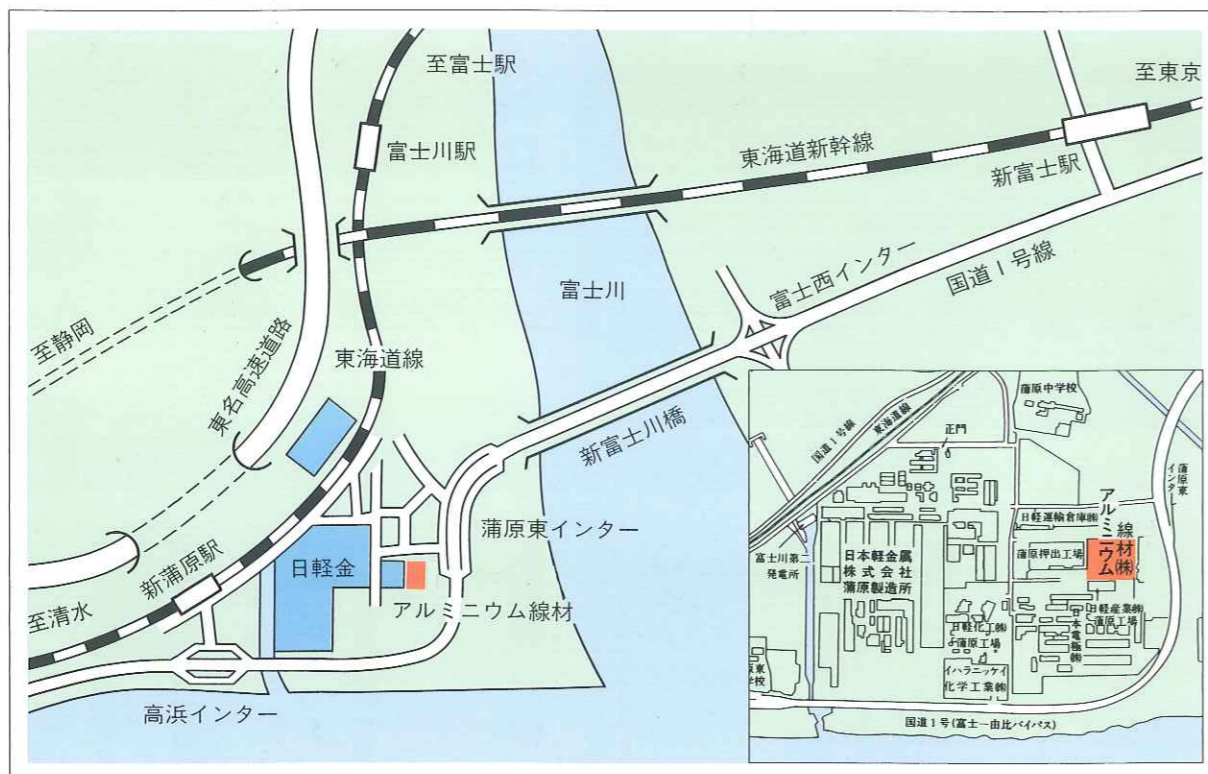 至富士駅
至東京
富士川駅
東海道新幹線
新富士駅
富士川
富士西インター
国道1号線
至静岡
東名高速道路
東海道線
新富士川橋
蒲原東インター
新蒲原駅
日軽金
アルミニウム線材
至清水
高浜インター
蒲原中学校
東海道線
国道1号線
正門
蒲原東
インター
日軽運輸倉庫㈱
アルミニウム
線材㈱
蒲原押出工場
富士川第二
発電所
日本軽金属
株式会社
蒲原製造所
日軽産業㈱
蒲原工場
日軽化工㈱
蒲原工場
日本電極㈱
イハラニッケイ
化学工業㈱
原東
学校
国道1号(富士一由比バイパス)